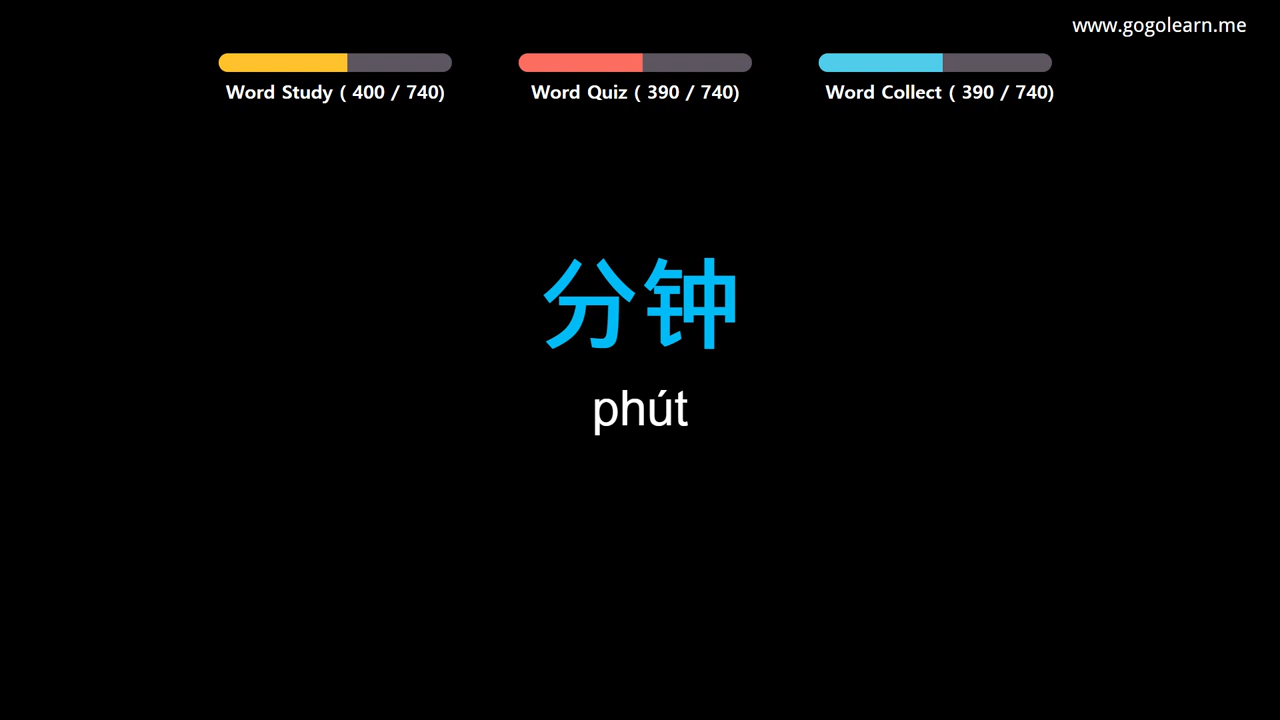 www.gogolearn.me
Word Study ( 400 / 740)
Word Quiz ( 390 / 740)
Word Collect ( 390 / 740)
分钟
phút